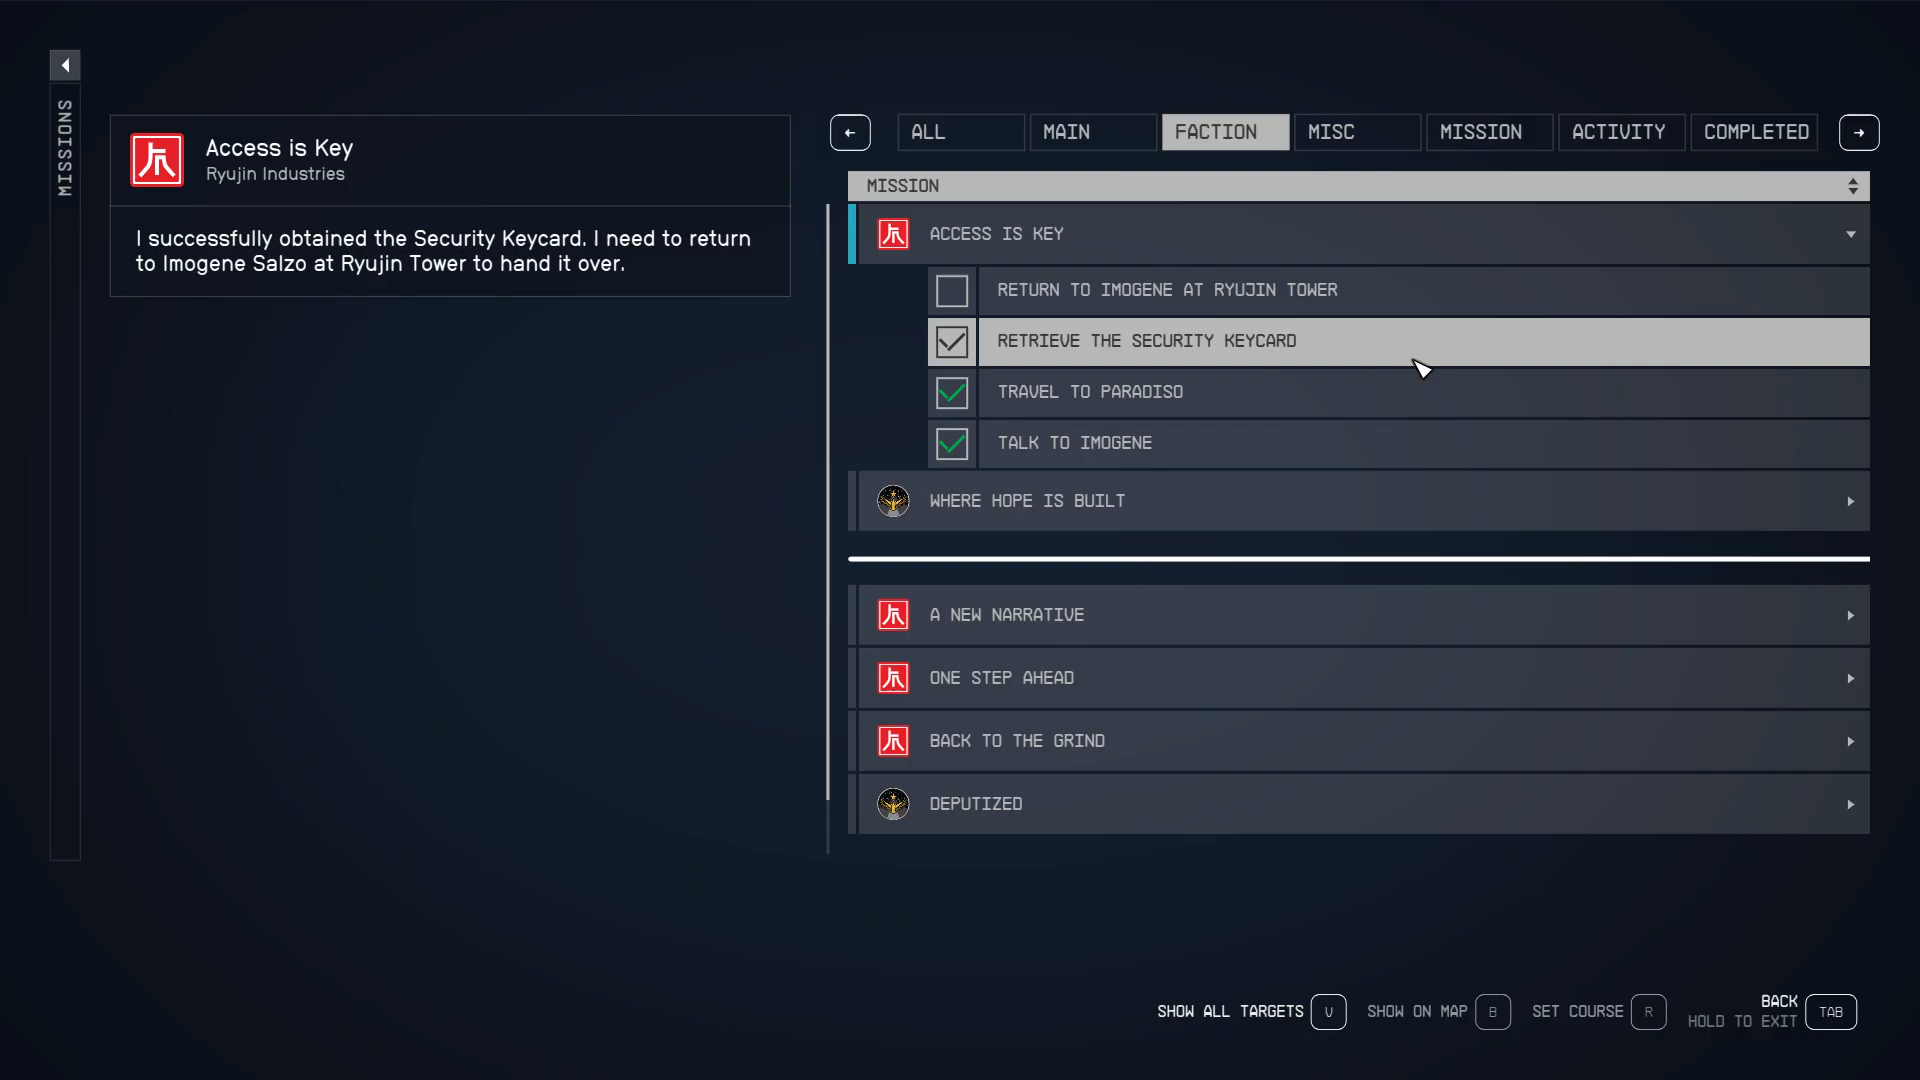 MISSIONS
Access is Key
Ryujin Industries
I successfully obtained the Security Keycard. I need to return
to Imogene Salzo at Ryujin Tower to hand it over.
ALL MAIN FACTION MISC MISSION ACTIVITY COMPLETED
MISSION
ACCESS IS KEY
RETURN TO IMOGENE AT RYUJIN TOWER
RETRIEVE THE SECURITY KEYCARD
TRAVEL TO PARADISO
TALK TO IMOGENE
WHERE HOPE IS BUILT
A NEW NARRATIVE
ONE STEP AHEAD
BACK TO THE GRIND
DEPUTIZED
SHOW ALL TARGETS V SHOW ON MAP B SET COURSE R BACK TAB
HOLD TO EXIT